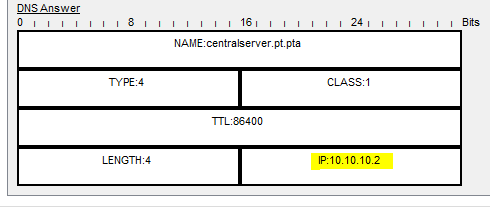 DNS Answer
0 8 16 24 Bits
NAME:centralserver.pt.pta
TYPE:4 CLASS:1
TTL:86400
LENGTH:4 IP:10.10.10.2